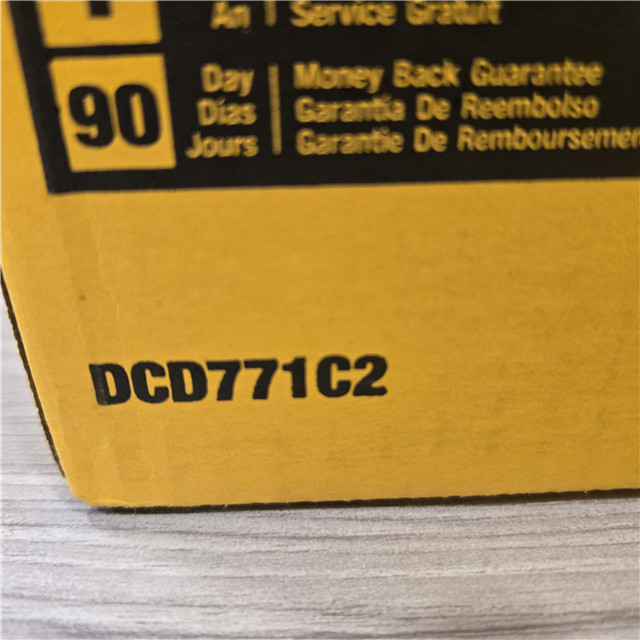 An | Service Gratuit
90
Day | Money Back Guarantee
Días | Garantía De Reembolso
Jours | Garantie De Remboursemen
DCD771C2